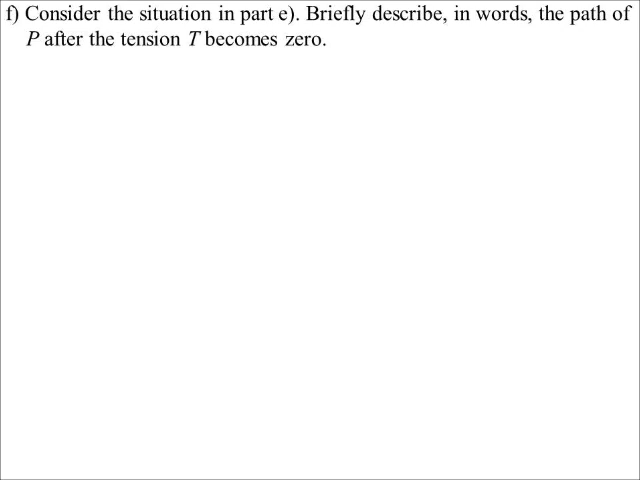 f) Consider the situation in part e). Briefly describe, in words, the path of
P after the tension T becomes zero.